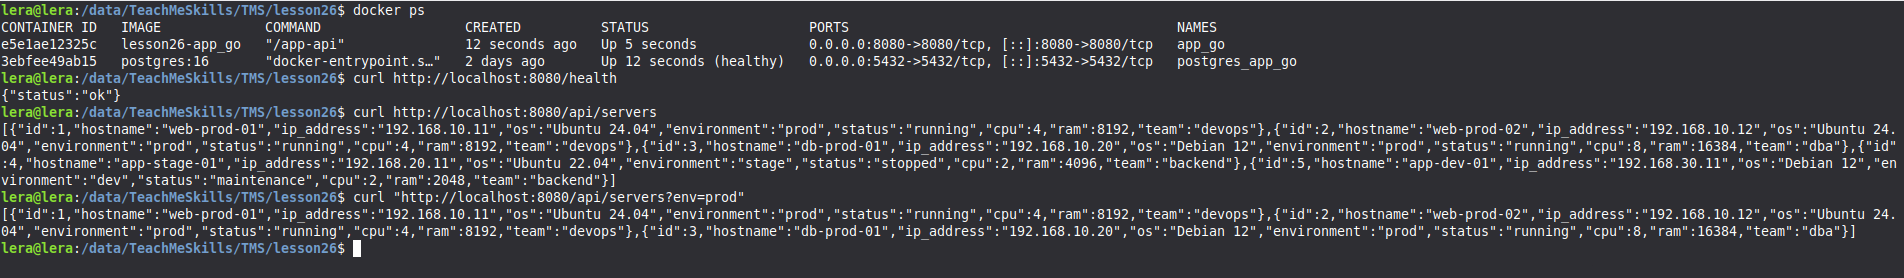 lera@lera:/data/TeachMeSkills/TMS/lesson26$ docker ps
CONTAINER ID   IMAGE             COMMAND                  CREATED          STATUS                    PORTS                                         NAMES
e5e1ae12325c   lesson26-app_go   "/app-api"               12 seconds ago   Up 5 seconds              0.0.0.0:8080->8080/tcp, [::]:8080->8080/tcp   app_go
3ebfee49ab15   postgres:16       "docker-entrypoint.s…"   2 days ago       Up 12 seconds (healthy)   0.0.0.0:5432->5432/tcp, [::]:5432->5432/tcp   postgres_app_go
lera@lera:/data/TeachMeSkills/TMS/lesson26$ curl http://localhost:8080/health
{"status":"ok"}
lera@lera:/data/TeachMeSkills/TMS/lesson26$ curl http://localhost:8080/api/servers
[{"id":1,"hostname":"web-prod-01","ip_address":"192.168.10.11","os":"Ubuntu 24.04","environment":"prod","status":"running","cpu":4,"ram":8192,"team":"devops"},{"id":2,"hostname":"web-prod-02","ip_address":"192.168.10.12","os":"Ubuntu 24.
04","environment":"prod","status":"running","cpu":4,"ram":8192,"team":"devops"},{"id":3,"hostname":"db-prod-01","ip_address":"192.168.10.20","os":"Debian 12","environment":"prod","status":"running","cpu":8,"ram":16384,"team":"dba"},{"id"
:4,"hostname":"app-stage-01","ip_address":"192.168.20.11","os":"Ubuntu 22.04","environment":"stage","status":"stopped","cpu":2,"ram":4096,"team":"backend"},{"id":5,"hostname":"app-dev-01","ip_address":"192.168.30.11","os":"Debian 12","en
vironment":"dev","status":"maintenance","cpu":2,"ram":2048,"team":"backend"}]
lera@lera:/data/TeachMeSkills/TMS/lesson26$ curl "http://localhost:8080/api/servers?env=prod"
[{"id":1,"hostname":"web-prod-01","ip_address":"192.168.10.11","os":"Ubuntu 24.04","environment":"prod","status":"running","cpu":4,"ram":8192,"team":"devops"},{"id":2,"hostname":"web-prod-02","ip_address":"192.168.10.12","os":"Ubuntu 24.
04","environment":"prod","status":"running","cpu":4,"ram":8192,"team":"devops"},{"id":3,"hostname":"db-prod-01","ip_address":"192.168.10.20","os":"Debian 12","environment":"prod","status":"running","cpu":8,"ram":16384,"team":"dba"}]
lera@lera:/data/TeachMeSkills/TMS/lesson26$